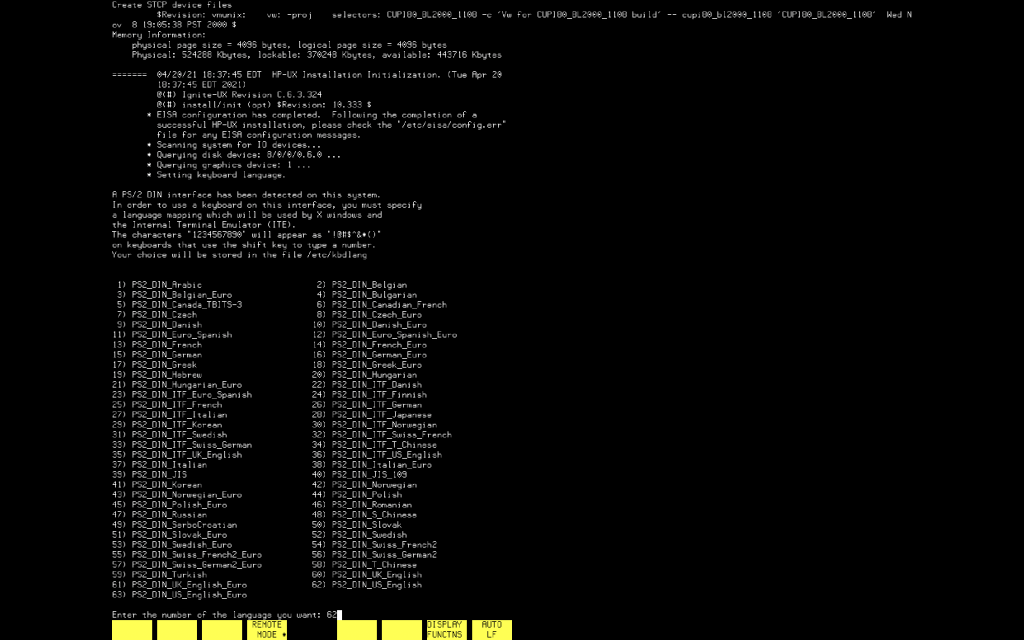 Create STCP device files
$Revision: vmunix:    vw: -proj    selectors: CUPI80_BL2000_1108 -c 'Vw for CUPI80_BL2000_1108 build' -- cupi80_bl2000_1108 'CUPI80_BL2000_1108'  Wed N
ov  8 19:05:38 PST 2000 $
Memory Information:
physical page size = 4096 bytes, logical page size = 4096 bytes
Physical: 524288 Kbytes, lockable: 370248 Kbytes, available: 443716 Kbytes
=======  04/20/21 18:37:45 EDT  HP-UX Installation Initialization. (Tue Apr 20
18:37:45 EDT 2021)
@(#) Ignite-UX Revision C.6.3.324
@(#) install/init (opt) $Revision: 10.333 $
* EISA configuration has completed.  Following the completion of a
successful HP-UX installation, please check the "/etc/eisa/config.err"
file for any EISA configuration messages.
* Scanning system for IO devices...
* Querying disk device: 8/0/0/0.6.0 ...
* Querying graphics device: 1 ...
* Setting keyboard language.
A PS/2 DIN interface has been detected on this system.
In order to use a keyboard on this interface, you must specify
a language mapping which will be used by X windows and
the Internal Terminal Emulator (ITE).
The characters "1234567890" will appear as "!@#$^&*()"
on keyboards that use the shift key to type a number.
Your choice will be stored in the file /etc/kbdlang
1) PS2_DIN_Arabic                      2) PS2_DIN_Belgian
3) PS2_DIN_Belgian_Euro                4) PS2_DIN_Bulgarian
5) PS2_DIN_Canada_TBITS-3              6) PS2_DIN_Canadian_French
7) PS2_DIN_Czech                       8) PS2_DIN_Czech_Euro
9) PS2_DIN_Danish                     10) PS2_DIN_Danish_Euro
11) PS2_DIN_Euro_Spanish               12) PS2_DIN_Euro_Spanish_Euro
13) PS2_DIN_French                     14) PS2_DIN_French_Euro
15) PS2_DIN_German                     16) PS2_DIN_German_Euro
17) PS2_DIN_Greek                      18) PS2_DIN_Greek_Euro
19) PS2_DIN_Hebrew                     20) PS2_DIN_Hungarian
21) PS2_DIN_Hungarian_Euro             22) PS2_DIN_ITF_Danish
23) PS2_DIN_ITF_Euro_Spanish           24) PS2_DIN_ITF_Finnish
25) PS2_DIN_ITF_French                 26) PS2_DIN_ITF_German
27) PS2_DIN_ITF_Italian                28) PS2_DIN_ITF_Japanese
29) PS2_DIN_ITF_Korean                 30) PS2_DIN_ITF_Norwegian
31) PS2_DIN_ITF_Swedish                32) PS2_DIN_ITF_Swiss_French
33) PS2_DIN_ITF_Swiss_German           34) PS2_DIN_ITF_T_Chinese
35) PS2_DIN_ITF_UK_English             36) PS2_DIN_ITF_US_English
37) PS2_DIN_Italian                    38) PS2_DIN_Italian_Euro
39) PS2_DIN_JIS                        40) PS2_DIN_JIS_109
41) PS2_DIN_Korean                     42) PS2_DIN_Norwegian
43) PS2_DIN_Norwegian_Euro             44) PS2_DIN_Polish
45) PS2_DIN_Polish_Euro                46) PS2_DIN_Romanian
47) PS2_DIN_Russian                    48) PS2_DIN_S_Chinese
49) PS2_DIN_SerboCroatian              50) PS2_DIN_Slovak
51) PS2_DIN_Slovak_Euro                52) PS2_DIN_Swedish
53) PS2_DIN_Swedish_Euro               54) PS2_DIN_Swiss_French2
55) PS2_DIN_Swiss_French2_Euro         56) PS2_DIN_Swiss_German2
57) PS2_DIN_Swiss_German2_Euro         58) PS2_DIN_T_Chinese
59) PS2_DIN_Turkish                    60) PS2_DIN_UK_English
61) PS2_DIN_UK_English_Euro            62) PS2_DIN_US_English
63) PS2_DIN_US_English_Euro
Enter the number of the language you want: 62
REMOTE    DISPLAY    AUTO
MODE *    FUNCTNS    LF